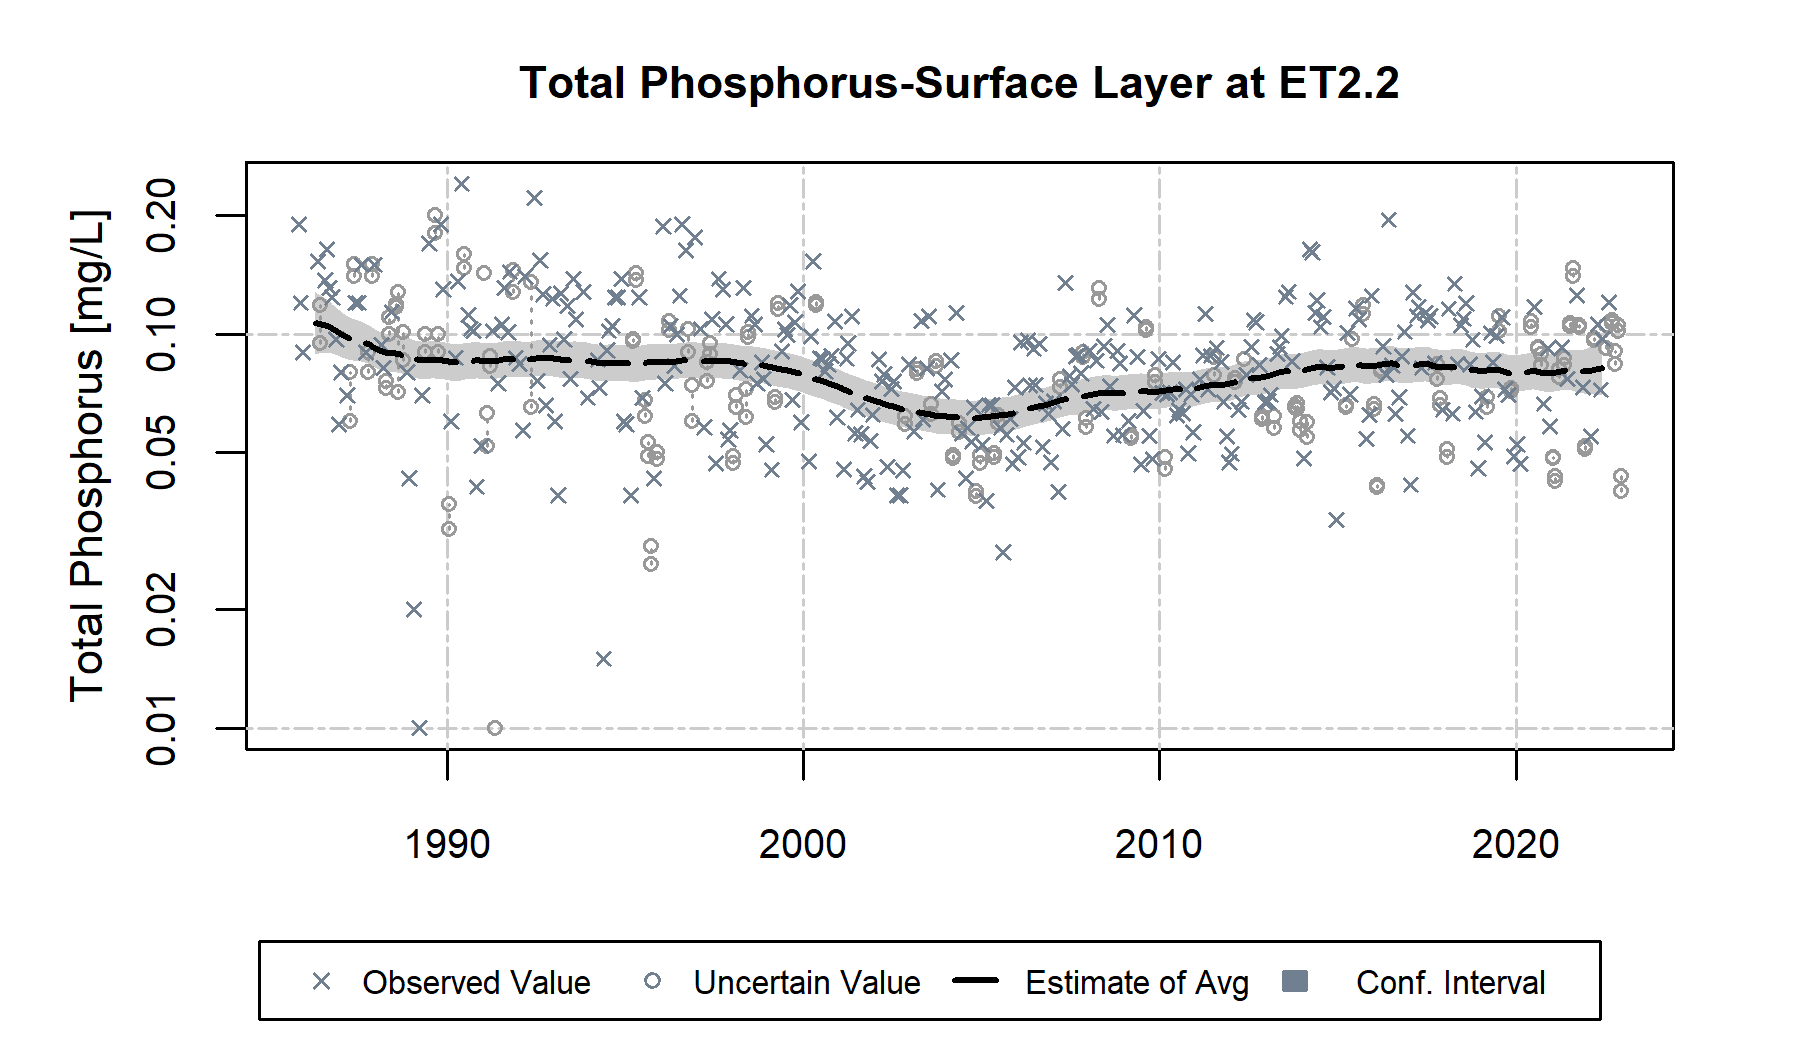 Total Phosphorus-Surface Layer at ET2.2
Total Phosphorus [mg/L]
0.20
0.10
0.05
0.02
0.01
1990 2000 2010 2020
Observed Value Uncertain Value Estimate of Avg Conf. Interval